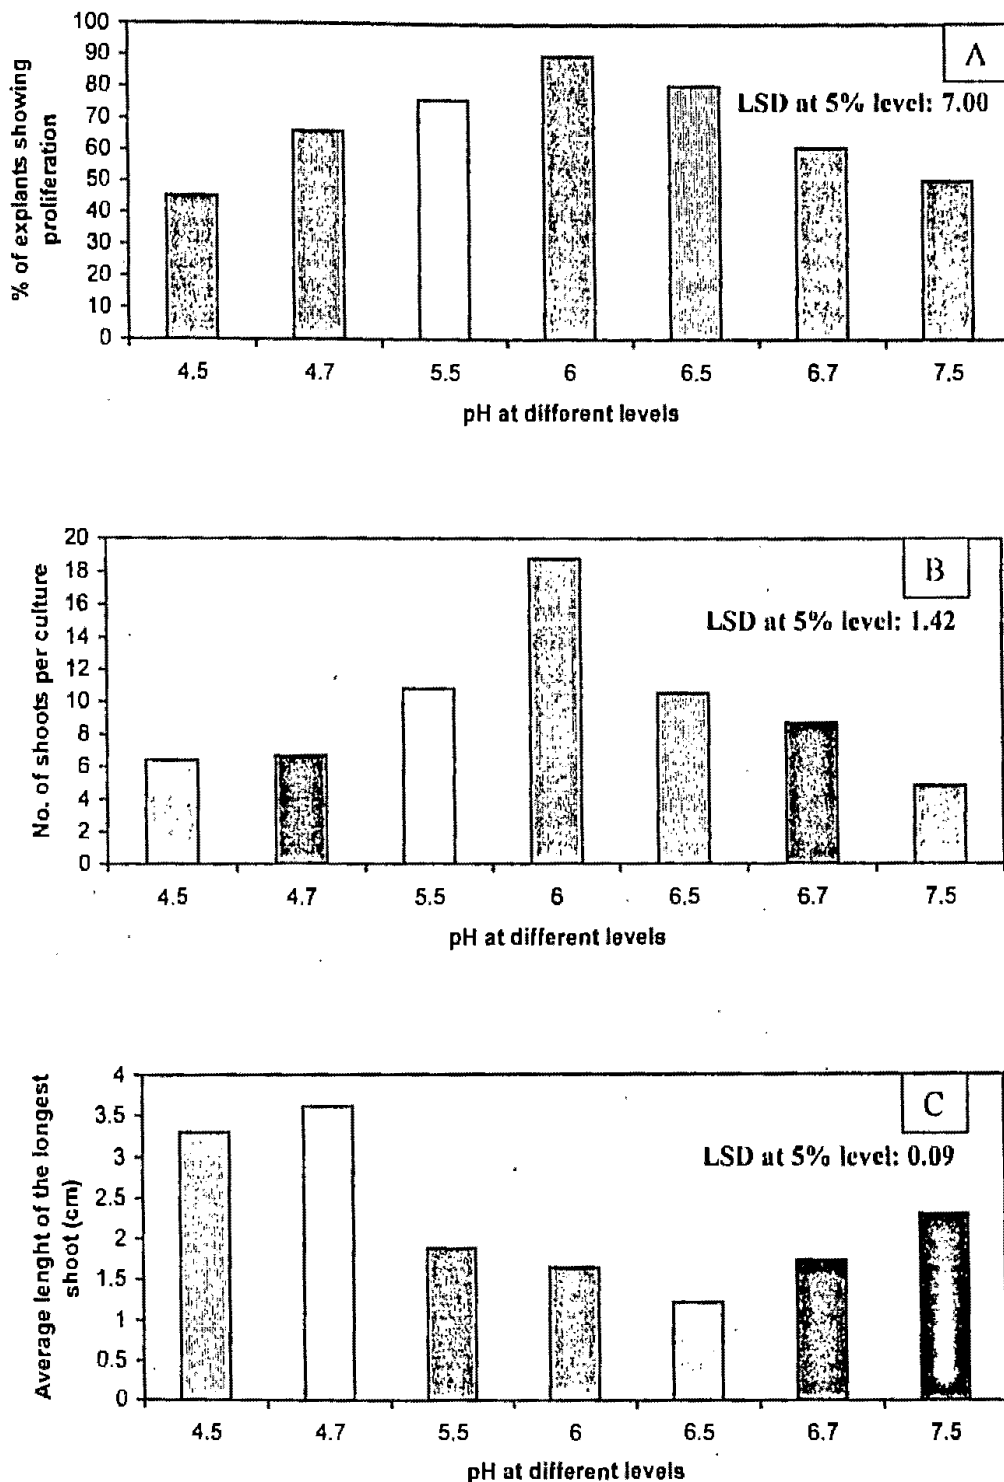 % of explants showing
proliferation
100
90
80
70
60
50
40
30
20
10
0
A
LSD at 5% level: 7.00
4.5 4.7 5.5 6 6.5 6.7 7.5
pH at different levels
No. of shoots per culture
20
18
16
14
12
10
8
6
4
2
0
B
LSD at 5% level: 1.42
4.5 4.7 5.5 6 6.5 6.7 7.5
pH at different levels
Average lenght of the longest
shoot (cm)
4
3.5
3
2.5
2
1.5
1
0.5
0
C
LSD at 5% level: 0.09
4.5 4.7 5.5 6 6.5 6.7 7.5
pH at different levels